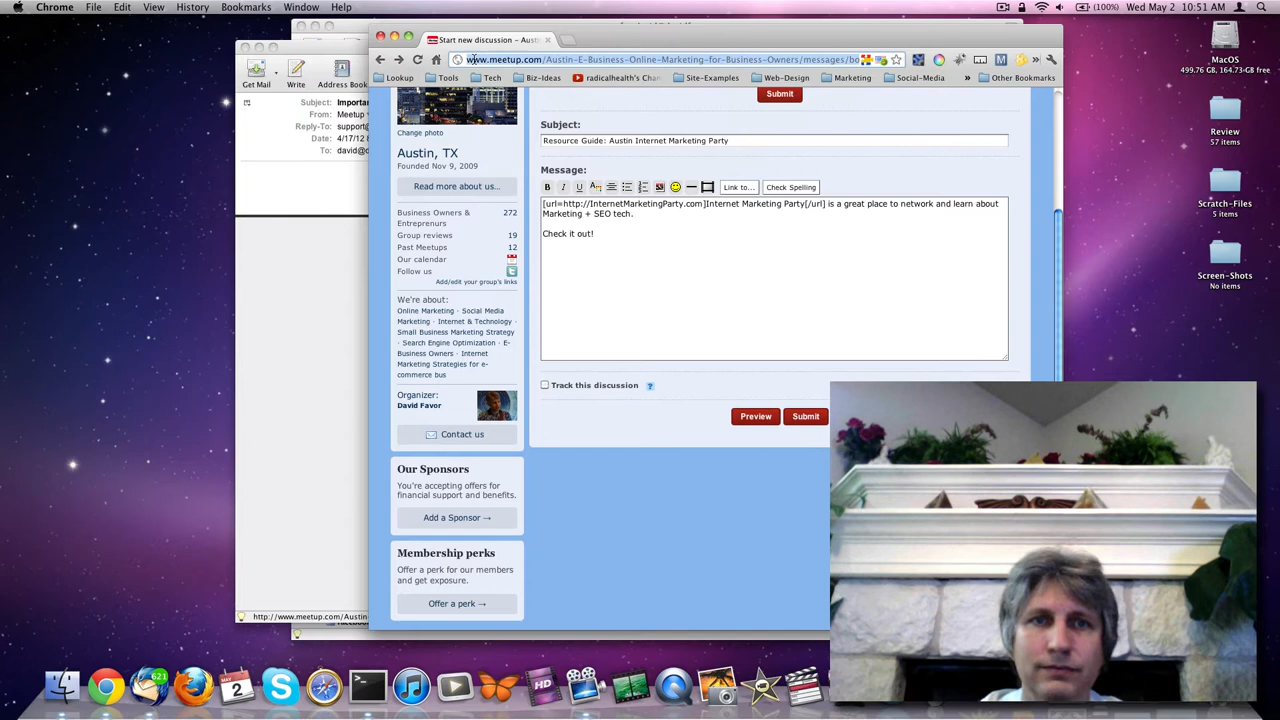 Chrome File Edit View History Bookmarks Window Help
(100%) Wed May 2 10:51 AM
Start new discussion – Aust
www.meetup.com/Austin-E-Business-Online-Marketing-for-Business-Owners/messages/bo
Lookup Tools Tech Biz-Ideas radicalhealth's Chan Site-Examples Web-Design Marketing Social-Media » Other Bookmarks
Get Mail Write Address Book
Subject: Important
From: Meetup
Reply-To: support@
Date: 4/17/12 8
To: david@d
Change photo
Austin, TX
Founded Nov 9, 2009
Read more about us...
Business Owners & Entreprenurs 272
Group reviews 19
Past Meetups 12
Our calendar
Follow us
Add/edit your group's links
We're about:
Online Marketing · Social Media
Marketing · Internet & Technology ·
Small Business Marketing Strategy
· Search Engine Optimization · E-
Business Owners · Internet
Marketing Strategies for e-
commerce bus
Organizer:
David Favor
Contact us
Our Sponsors
You're accepting offers for
financial support and benefits.
Add a Sponsor →
Membership perks
Offer a perk for our members
and get exposure.
Offer a perk →
Submit
Subject:
Resource Guide: Austin Internet Marketing Party
Message:
B I U Link to... Check Spelling
[url=http://InternetMarketingParty.com]Internet Marketing Party[/url] is a great place to network and learn about
Marketing + SEO tech.
Check it out!
Track this discussion ?
Preview Submit
http://www.meetup.com/Austin
MacOS
499.76 GB, 164.73 GB free
Review
57 items
Scratch-Files
5 items
Screen-Shots
No items
621
MAY
2
HD